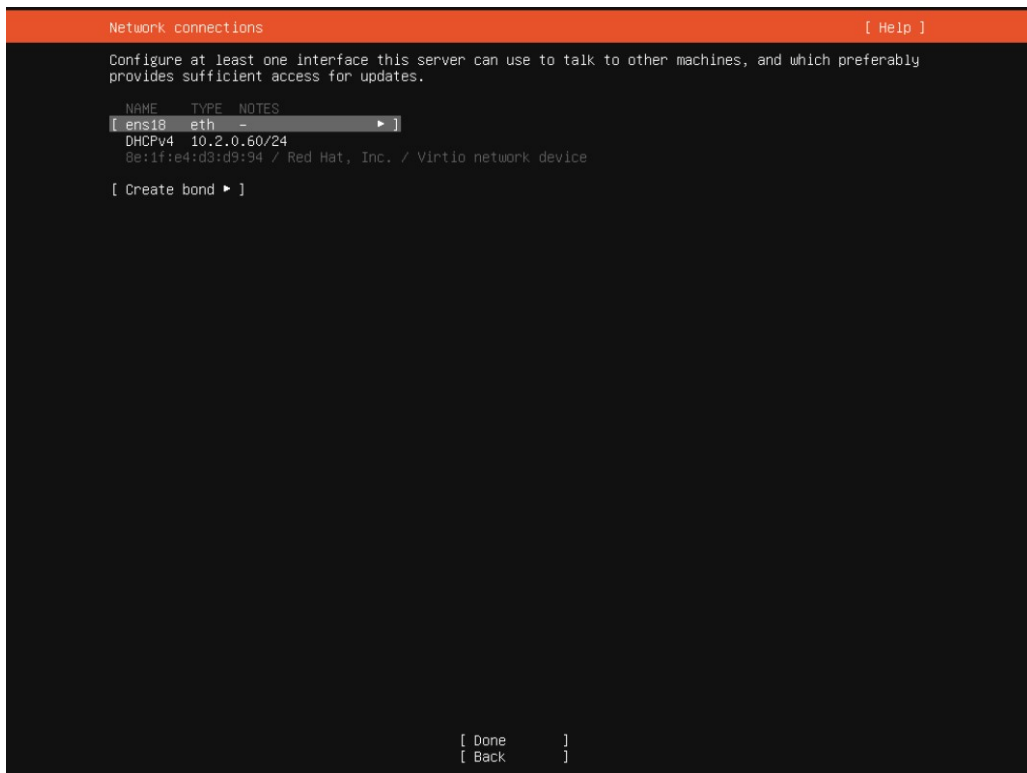 Network connections [ Help ]
Configure at least one interface this server can use to talk to other machines, and which preferably
provides sufficient access for updates.
NAME TYPE NOTES
[ ens18 eth – ▸ ]
DHCPv4 10.2.0.60/24
8e:1f:e4:d3:d9:94 / Red Hat, Inc. / Virtio network device
[ Create bond ▸ ]
[ Done ]
[ Back ]